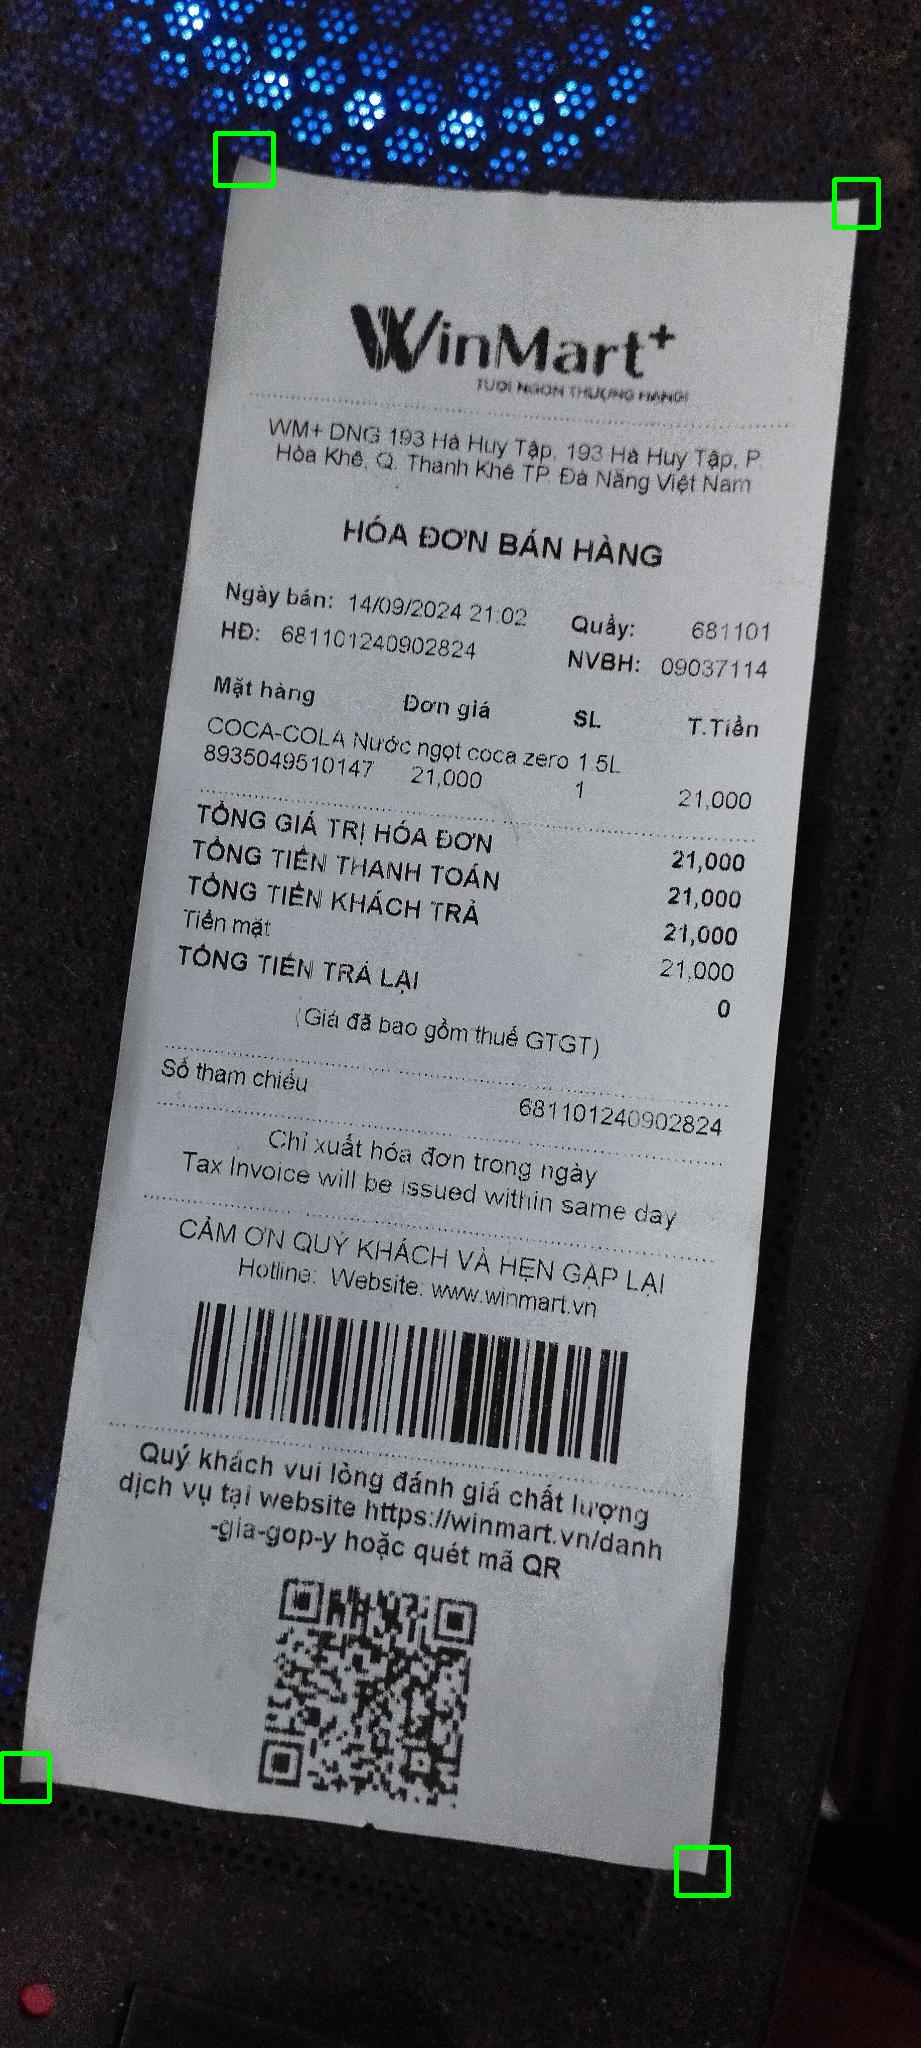 WinMart+
TƯƠI NGON THƯỢNG HẠNG!
WM+ DNG 193 Hà Huy Tập, 193 Hà Huy Tập, P.
Hòa Khê, Q. Thanh Khê TP. Đà Nẵng Việt Nam
HÓA ĐƠN BÁN HÀNG
Ngày bán: 14/09/2024 21:02 Quầy: 681101
HĐ: 681101240902824 NVBH: 09037114
Mặt hàng Đơn giá SL T.Tiền
COCA-COLA Nước ngọt coca zero 1.5L
8935049510147 21,000 1 21,000
TỔNG GIÁ TRỊ HÓA ĐƠN 21,000
TỔNG TIỀN THANH TOÁN 21,000
TỔNG TIỀN KHÁCH TRẢ 21,000
Tiền mặt 21,000
TỔNG TIỀN TRẢ LẠI 0
(Giá đã bao gồm thuế GTGT)
Số tham chiếu 681101240902824
Chỉ xuất hóa đơn trong ngày
Tax Invoice will be issued within same day
CẢM ƠN QUÝ KHÁCH VÀ HẸN GẶP LẠI
Hotline: Website: www.winmart.vn
Quý khách vui lòng đánh giá chất lượng
dịch vụ tại website https://winmart.vn/danh
-gia-gop-y hoặc quét mã QR